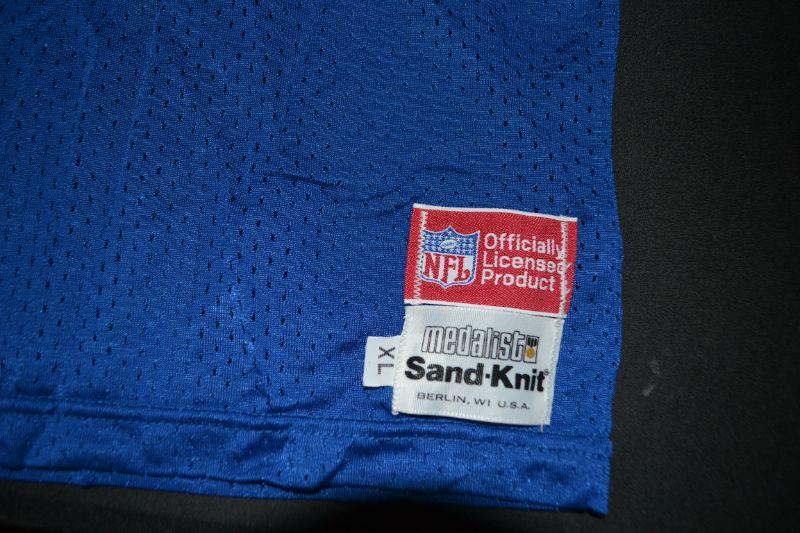 NFL
Officially
Licensed
Product
medalist
Sand-Knit®
BERLIN, WI U.S.A.
XL